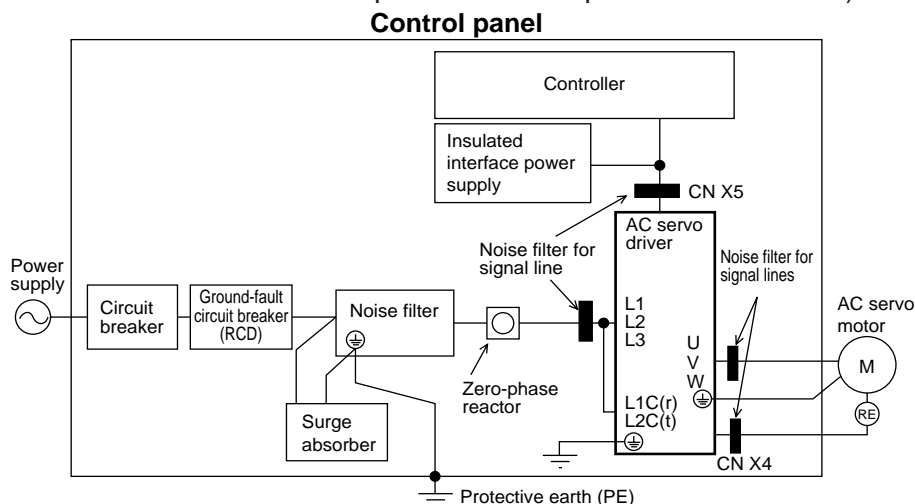 Control panel
Controller
Insulated
interface power
supply
CN X5
AC servo
driver
Noise filter for
signal line
Noise filter for
signal lines
Power
supply
Circuit
breaker
Ground-fault
circuit breaker
(RCD)
Noise filter
L1
L2
L3
U
V
W
AC servo
motor
M
Zero-phase
reactor
L1C(r)
L2C(t)
RE
Surge
absorber
CN X4
Protective earth (PE)